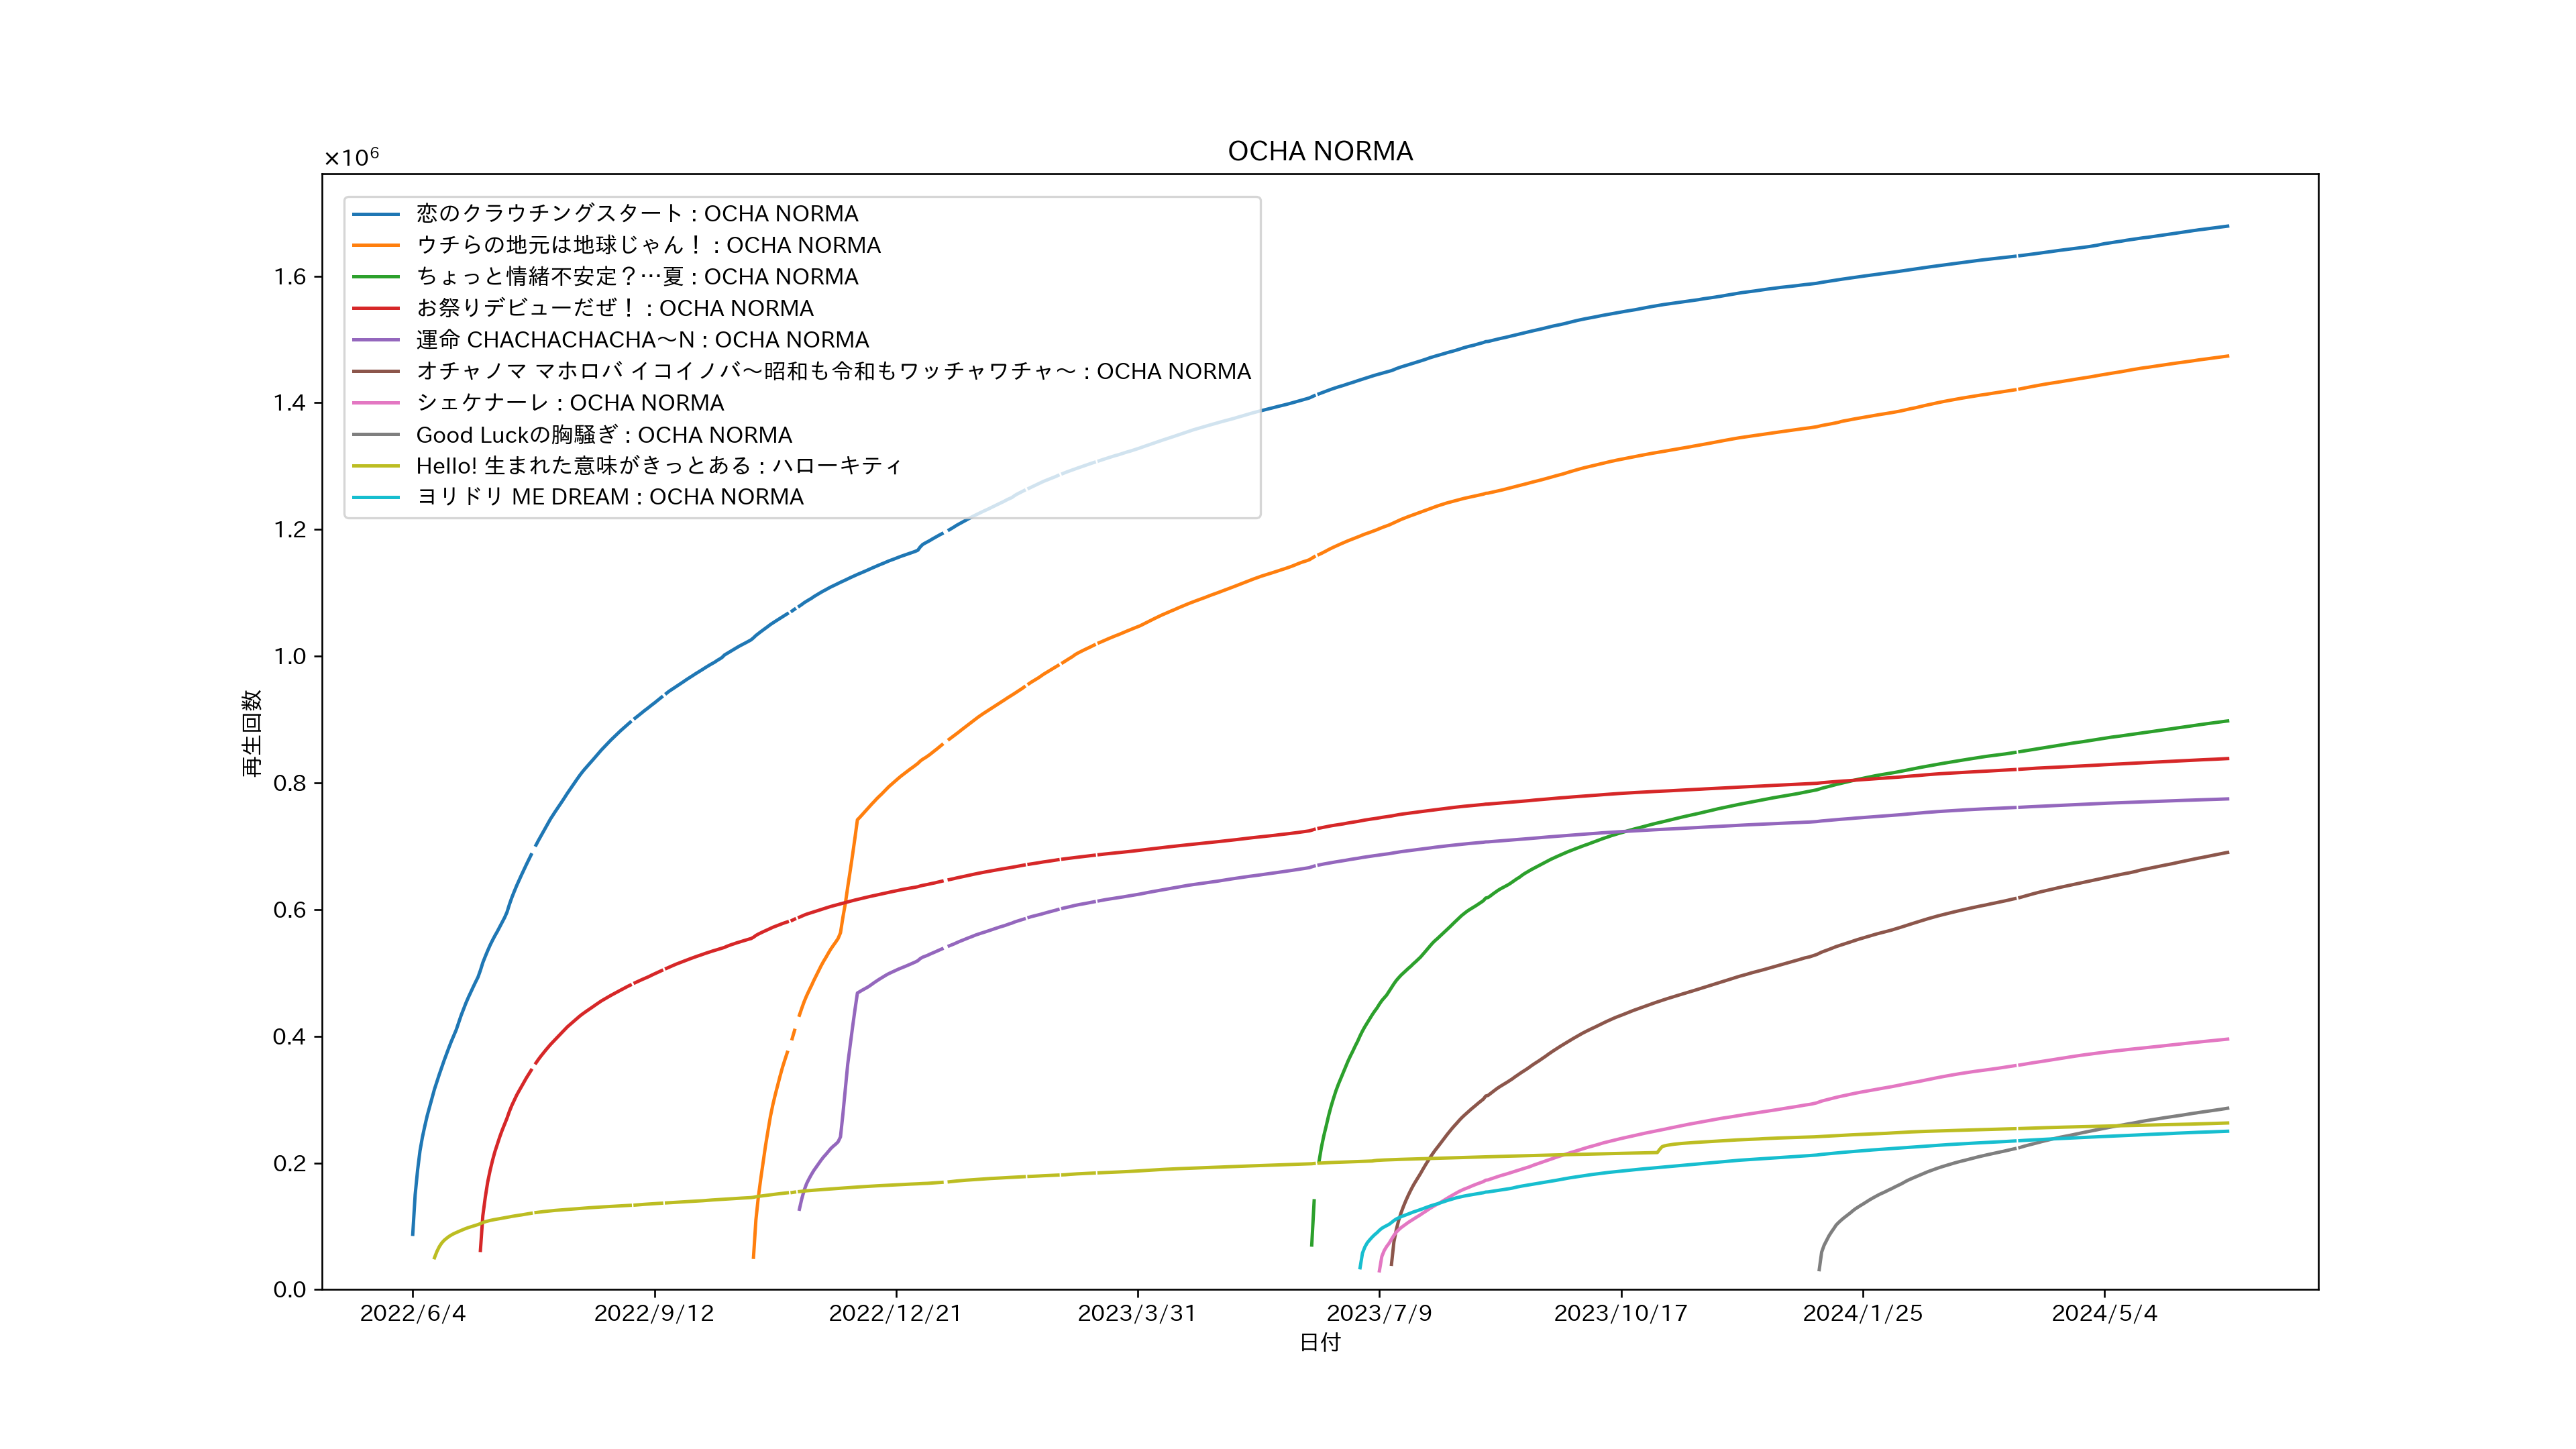 OCHA NORMA
×10⁶
恋のクラウチングスタート : OCHA NORMA
ウチらの地元は地球じゃん！ : OCHA NORMA
ちょっと情緒不安定？…夏 : OCHA NORMA
お祭りデビューだぜ！ : OCHA NORMA
運命 CHACHACHACHA〜N : OCHA NORMA
オチャノマ マホロバ イコイノバ〜昭和も令和もワッチャワチャ〜 : OCHA NORMA
シェケナーレ : OCHA NORMA
Good Luckの胸騒ぎ : OCHA NORMA
Hello! 生まれた意味がきっとある : ハローキティ
ヨリドリ ME DREAM : OCHA NORMA
1.6
1.4
1.2
1.0
0.8
0.6
0.4
0.2
0.0
再生回数
2022/6/4 2022/9/12 2022/12/21 2023/3/31 2023/7/9 2023/10/17 2024/1/25 2024/5/4
日付